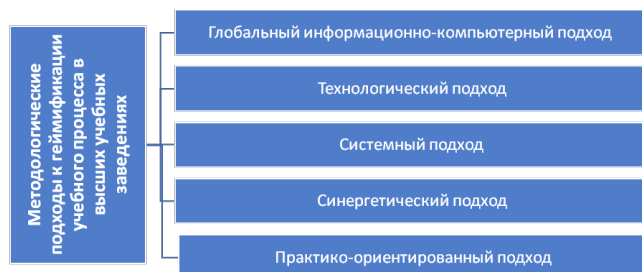 Методологические
подходы к геймификации
учебного процесса в
высших учебных
заведениях
Глобальный информационно-компьютерный подход
Технологический подход
Системный подход
Синергетический подход
Практико-ориентированный подход